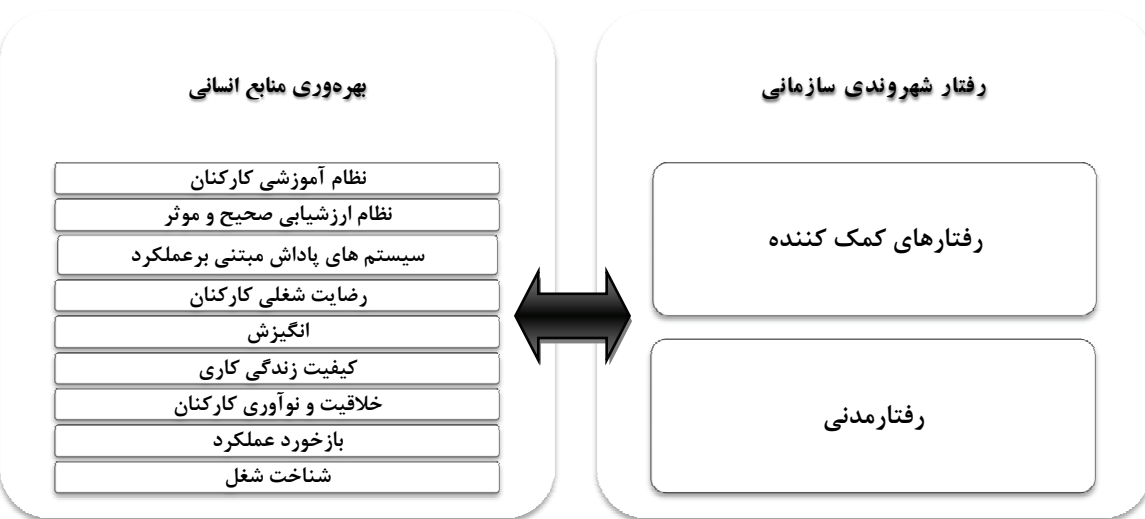 رفتار شهروندی سازمانی
رفتارهای کمک کننده
رفتارمدنی
بهره‌وری منابع انسانی
نظام آموزشی کارکنان
نظام ارزشیابی صحیح و موثر
سیستم های پاداش مبتنی برعملکرد
رضایت شغلی کارکنان
انگیزش
کیفیت زندگی کاری
خلاقیت و نوآوری کارکنان
بازخورد عملکرد
شناخت شغل